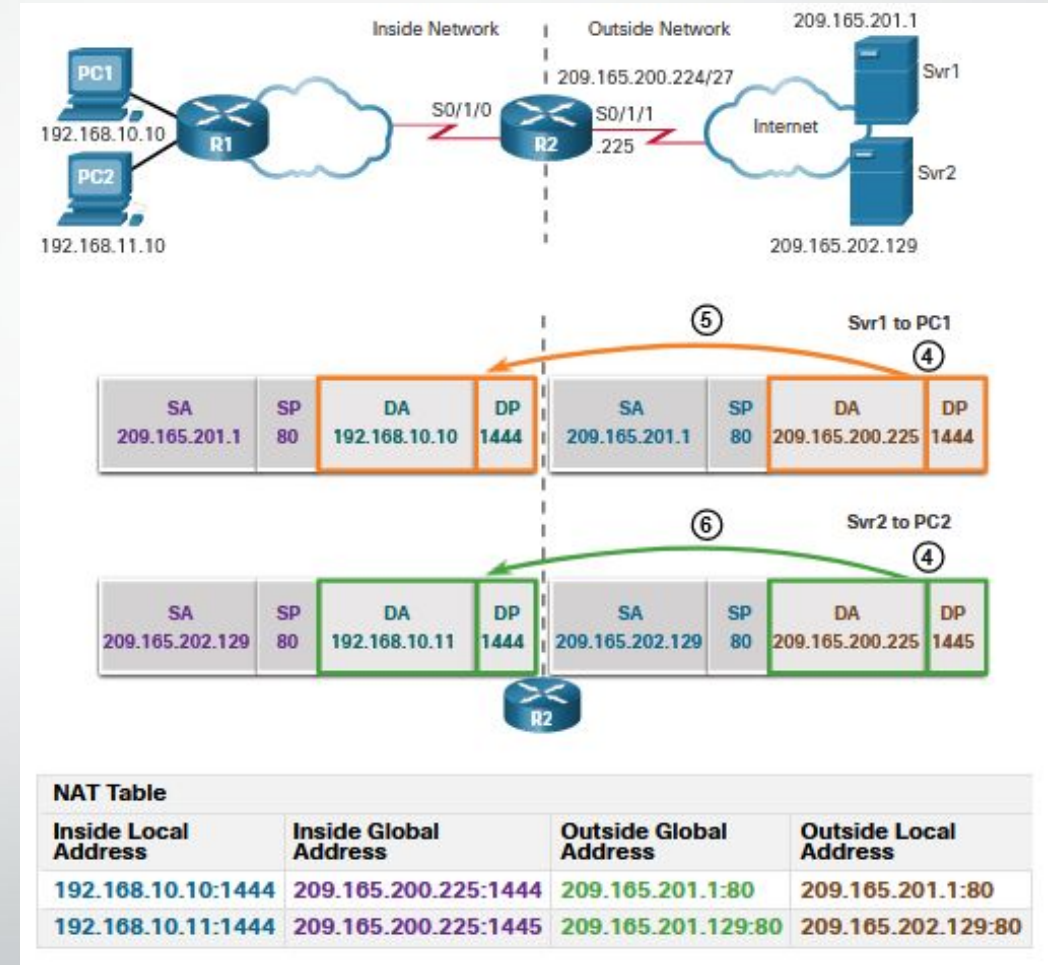 209.165.201.1
Inside Network
Outside Network
PC1
209.165.200.224/27
Svr1
S0/1/0
S0/1/1
192.168.10.10
R1
R2
.225
Internet
PC2
Svr2
192.168.11.10
209.165.202.129
5
Svr1 to PC1
4
SA SP DA DP SA SP DA DP
209.165.201.1 80 192.168.10.10 1444 209.165.201.1 80 209.165.200.225 1444
6
Svr2 to PC2
4
SA SP DA DP SA SP DA DP
209.165.202.129 80 192.168.10.11 1444 209.165.202.129 80 209.165.200.225 1445
R2
NAT Table
Inside Local Address Inside Global Address Outside Global Address Outside Local Address
192.168.10.10:1444 209.165.200.225:1444 209.165.201.1:80 209.165.201.1:80
192.168.10.11:1444 209.165.200.225:1445 209.165.201.129:80 209.165.202.129:80